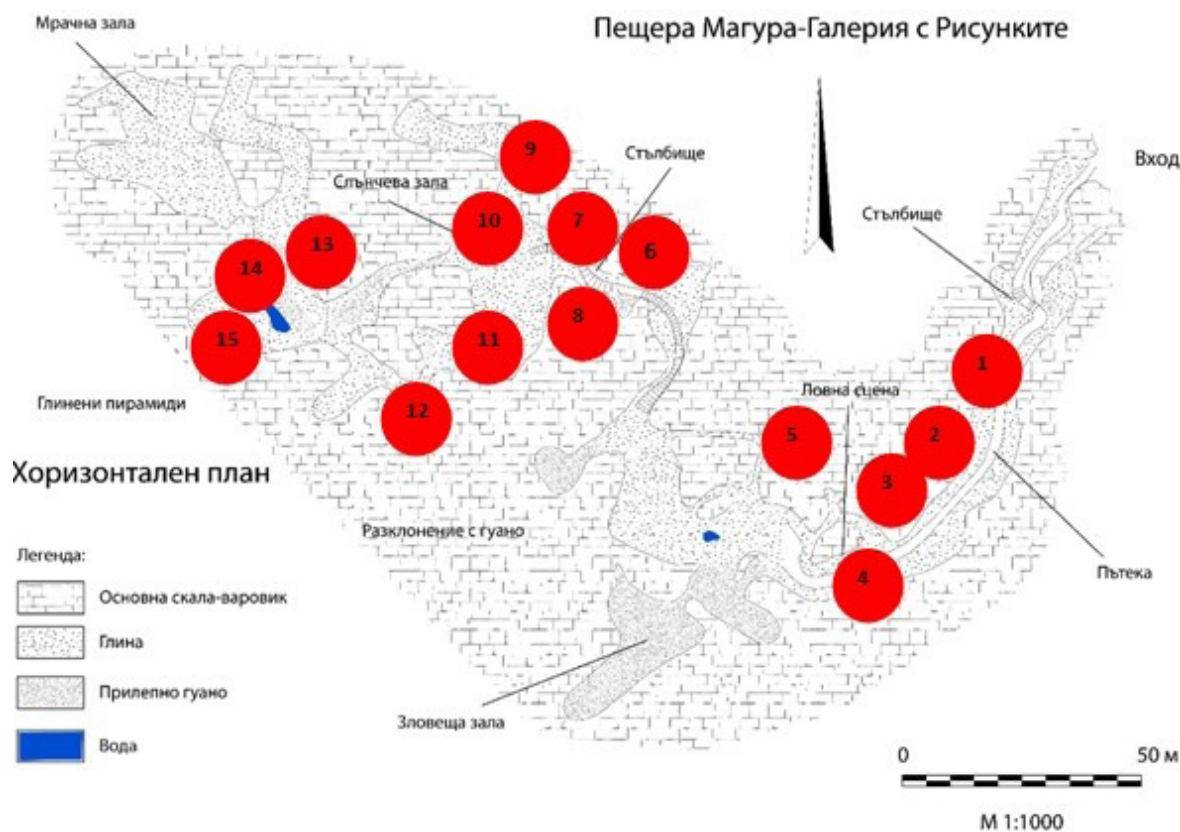 Мрачна зала
Пещера Магура-Галерия с Рисунките
Вход
Стълбище
Слънчева зала
Стълбище
9
10
7
6
13
14
15
8
11
12
1
2
3
4
5
Ловна сцена
Глинени пирамиди
Хоризонтален план
Разклонение с гуано
Пътека
Легенда:
Основна скала-варовик
Глина
Прилепно гуано
Вода
Зловеща зала
0 50 м
М 1:1000